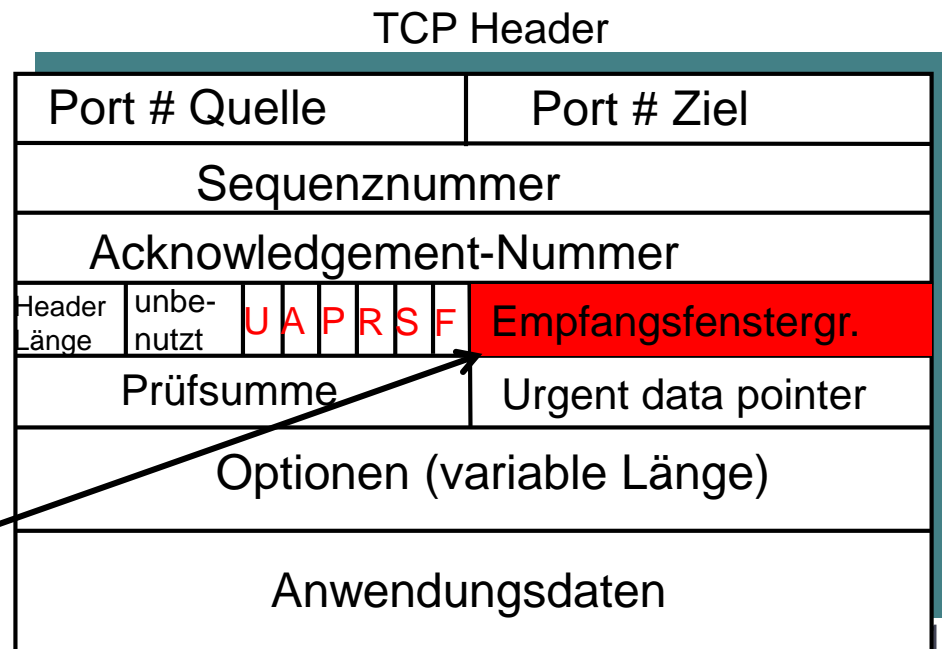 TCP Header
Port # Quelle
Port # Ziel
Sequenznummer
Acknowledgement-Nummer
Header
Länge
unbe-
nutzt
U A P R S F
Empfangsfenstergr.
Prüfsumme
Urgent data pointer
Optionen (variable Länge)
Anwendungsdaten